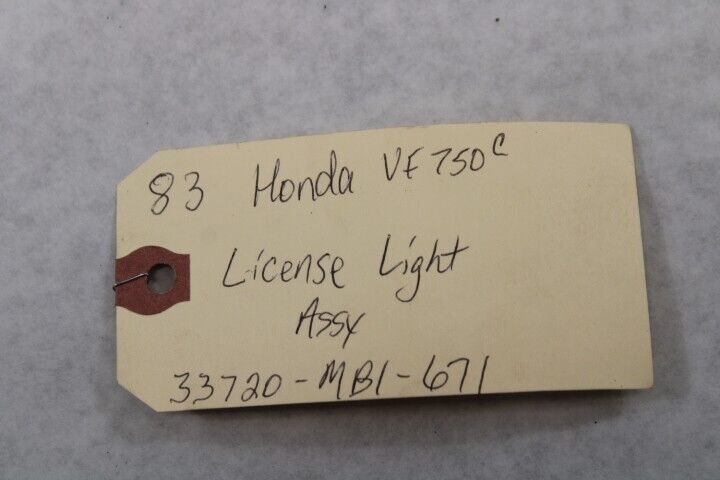 83 Honda VF750C
License Light
Assy
33720-MB1-671